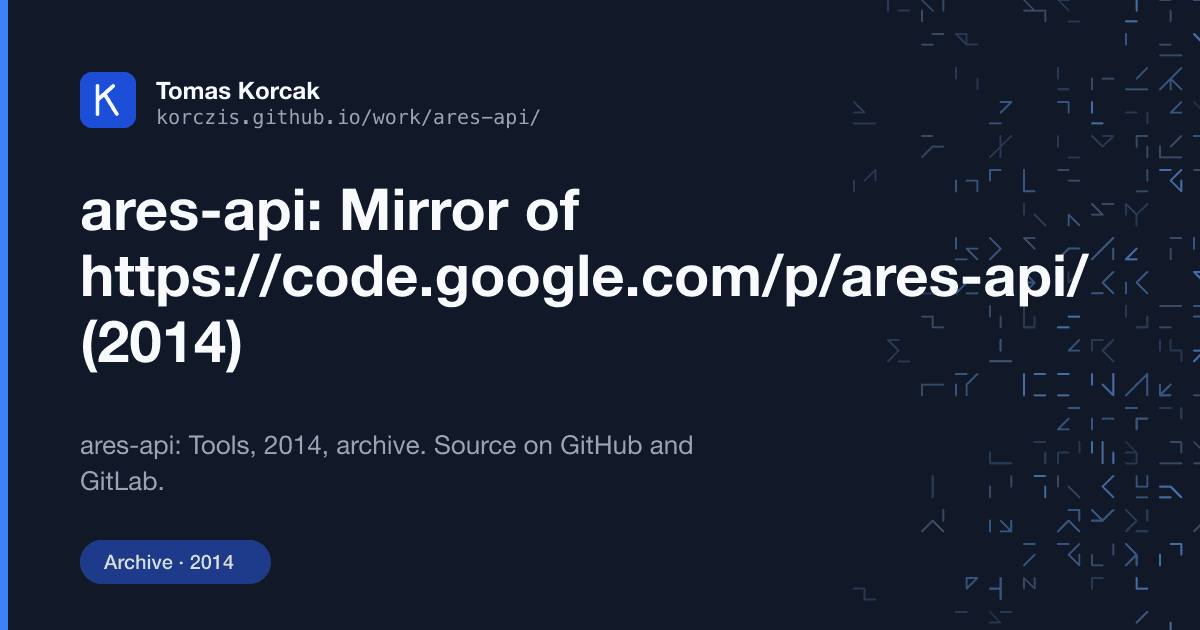 K
Tomas Korcak
korczis.github.io/work/ares-api/
ares-api: Mirror of
https://code.google.com/p/ares-api/
(2014)
ares-api: Tools, 2014, archive. Source on GitHub and
GitLab.
Archive · 2014